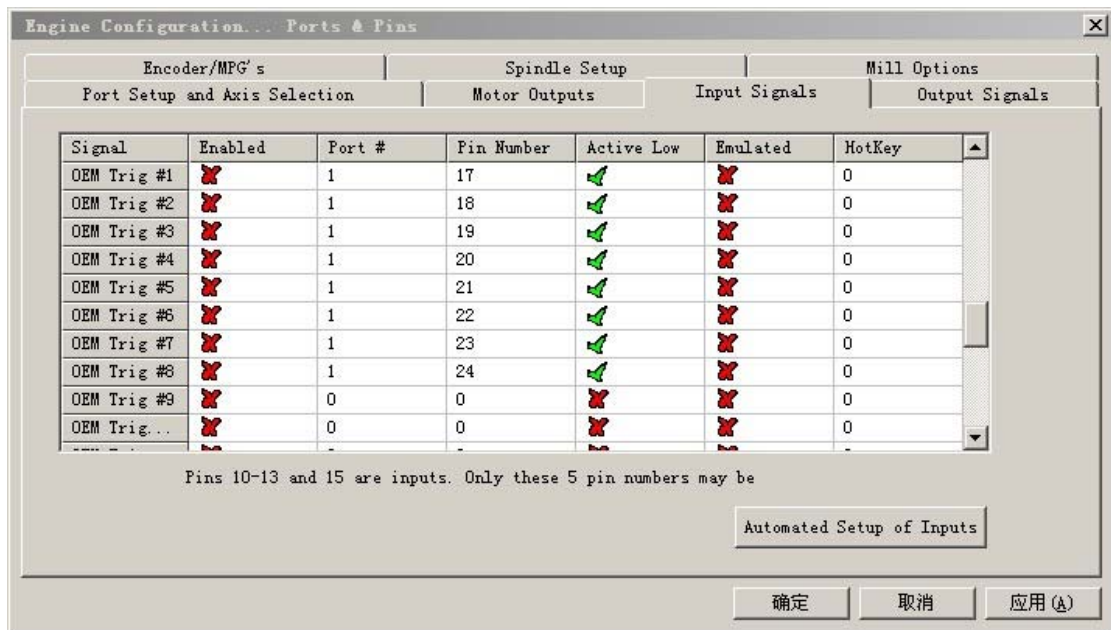 Engine Configuration... Ports & Pins
Encoder/MPG's Spindle Setup Mill Options
Port Setup and Axis Selection Motor Outputs Input Signals Output Signals
Signal Enabled Port # Pin Number Active Low Emulated HotKey
OEM Trig #1 1 17 0
OEM Trig #2 1 18 0
OEM Trig #3 1 19 0
OEM Trig #4 1 20 0
OEM Trig #5 1 21 0
OEM Trig #6 1 22 0
OEM Trig #7 1 23 0
OEM Trig #8 1 24 0
OEM Trig #9 0 0 0
OEM Trig... 0 0 0
Pins 10-13 and 15 are inputs. Only these 5 pin numbers may be
Automated Setup of Inputs
确定 取消 应用(A)